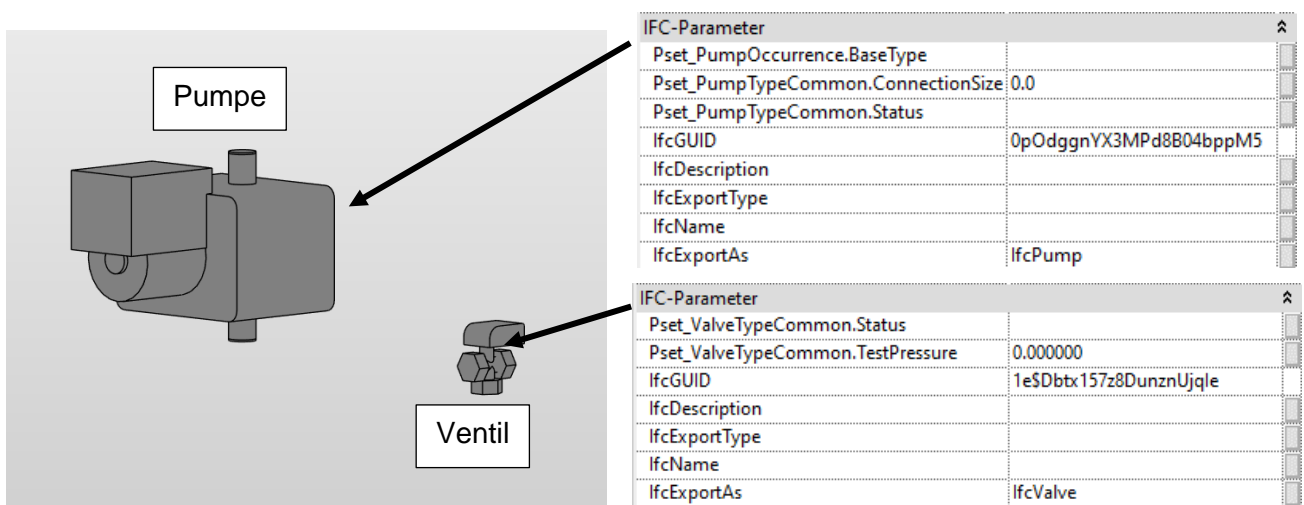 Pumpe
Ventil
IFC-Parameter
Pset_PumpOccurrence.BaseType
Pset_PumpTypeCommon.ConnectionSize 0.0
Pset_PumpTypeCommon.Status
IfcGUID 0pOdggnYX3MPd8B04bppM5
IfcDescription
IfcExportType
IfcName
IfcExportAs IfcPump
IFC-Parameter
Pset_ValveTypeCommon.Status
Pset_ValveTypeCommon.TestPressure 0.000000
IfcGUID 1e$Dbtx157z8DunznUjqle
IfcDescription
IfcExportType
IfcName
IfcExportAs IfcValve